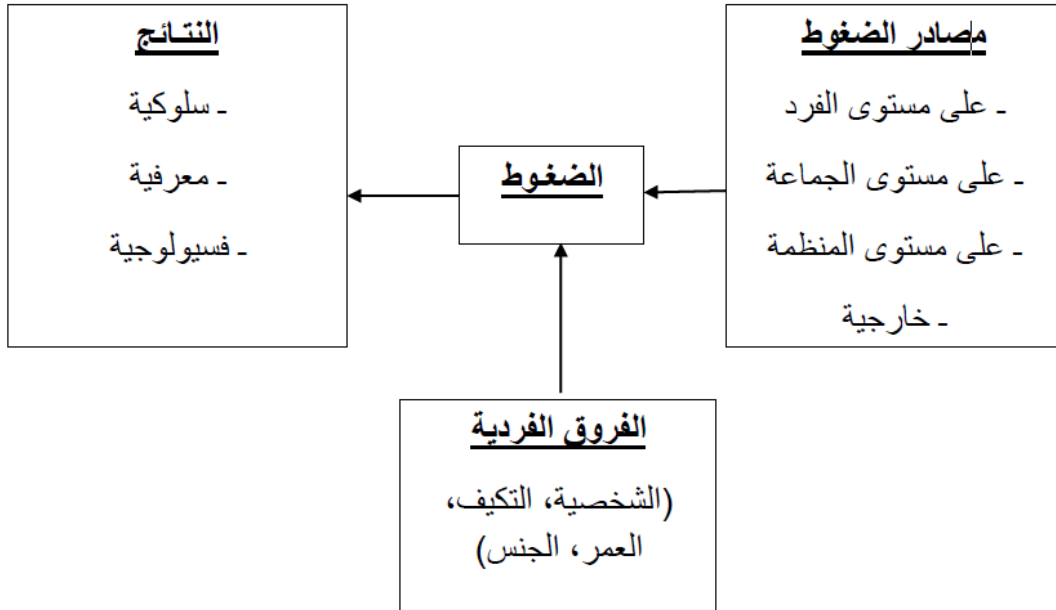 مصادر الضغوط
ـ على مستوى الفرد
ـ على مستوى الجماعة
ـ على مستوى المنظمة
ـ خارجية
الضغوط
النتائج
ـ سلوكية
ـ معرفية
ـ فسيولوجية
الفروق الفردية
(الشخصية، التكيف،
العمر، الجنس)